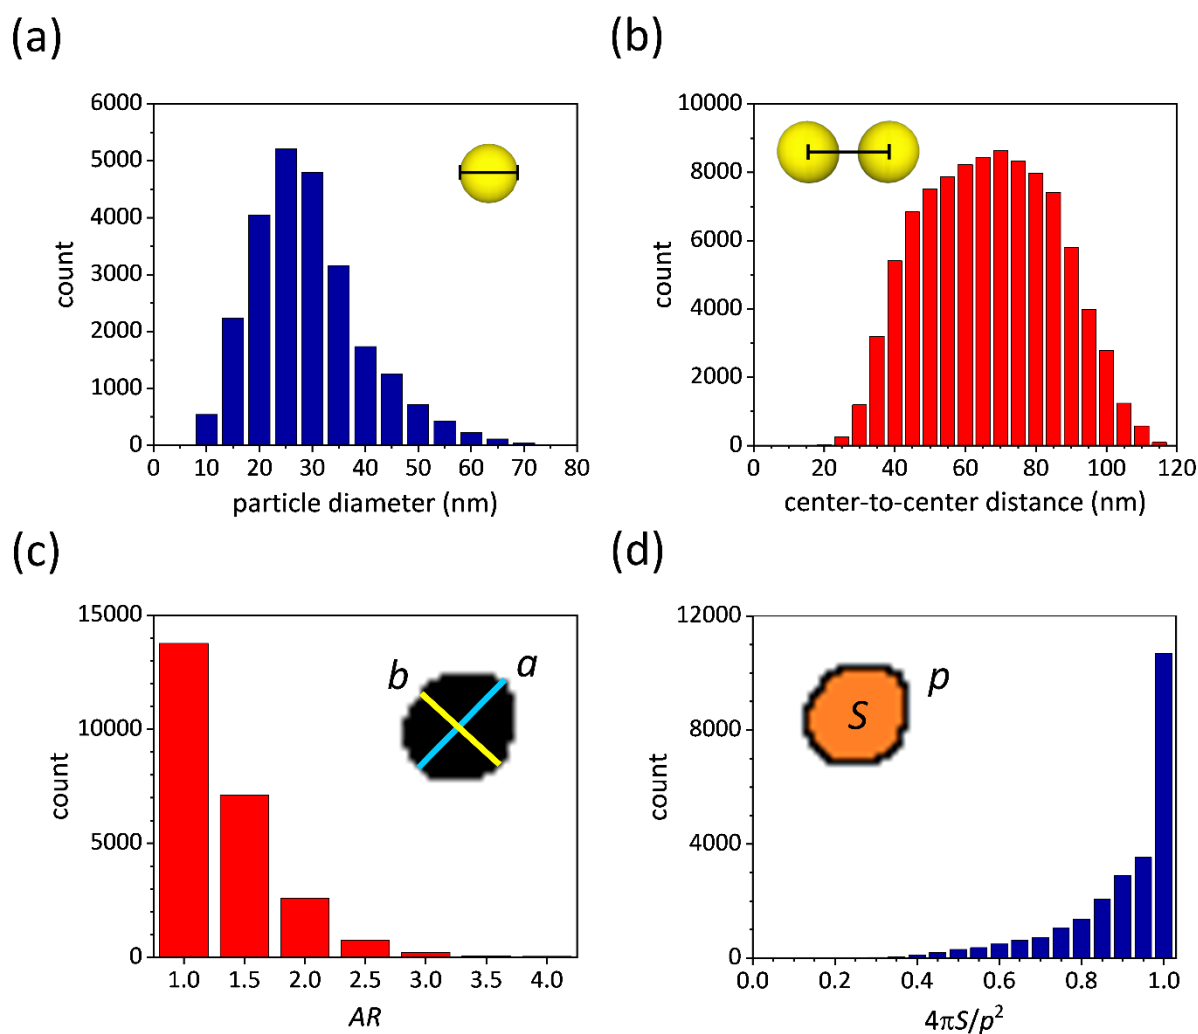 (a)
6000
5000
4000
3000
2000
1000
0
count
0 10 20 30 40 50 60 70 80
particle diameter (nm)
(b)
10000
8000
6000
4000
2000
0
count
0 20 40 60 80 100 120
center-to-center distance (nm)
(c)
15000
10000
5000
0
count
b a
1.0 1.5 2.0 2.5 3.0 3.5 4.0
AR
(d)
12000
8000
4000
0
count
S p
0.0 0.2 0.4 0.6 0.8 1.0
4πS/p²